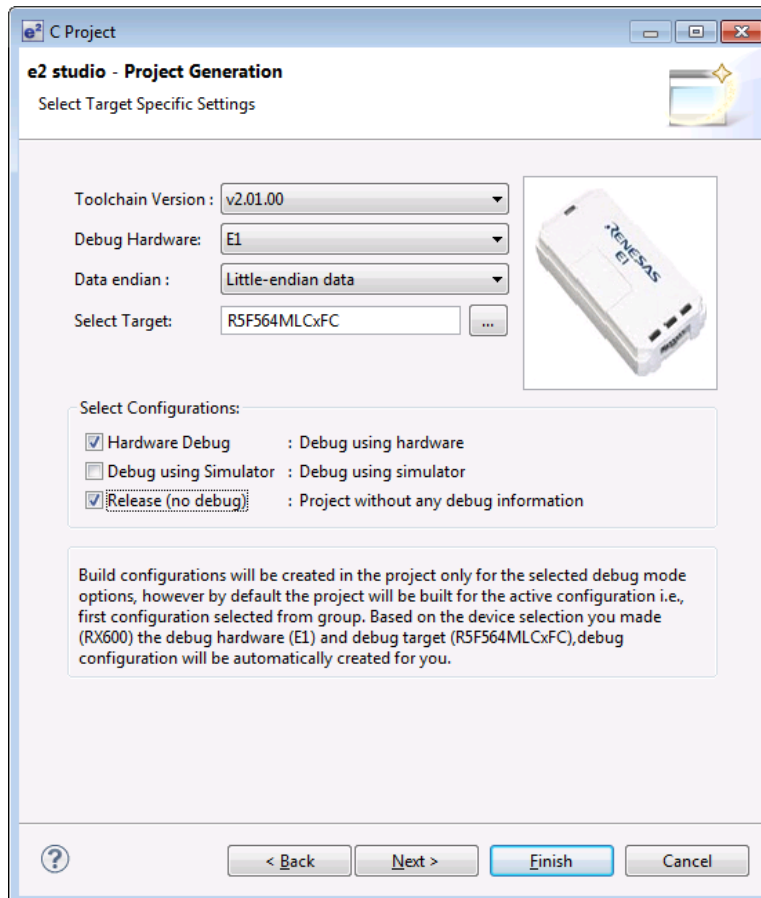 e² C Project
e2 studio - Project Generation
Select Target Specific Settings
Toolchain Version : v2.01.00
Debug Hardware: E1
Data endian : Little-endian data
Select Target: R5F564MLCxFC ...
RENESAS
E1
Select Configurations:
Hardware Debug : Debug using hardware
Debug using Simulator : Debug using simulator
Release (no debug) : Project without any debug information
Build configurations will be created in the project only for the selected debug mode
options, however by default the project will be built for the active configuration i.e.,
first configuration selected from group. Based on the device selection you made
(RX600) the debug hardware (E1) and debug target (R5F564MLCxFC),debug
configuration will be automatically created for you.
? < Back Next > Finish Cancel